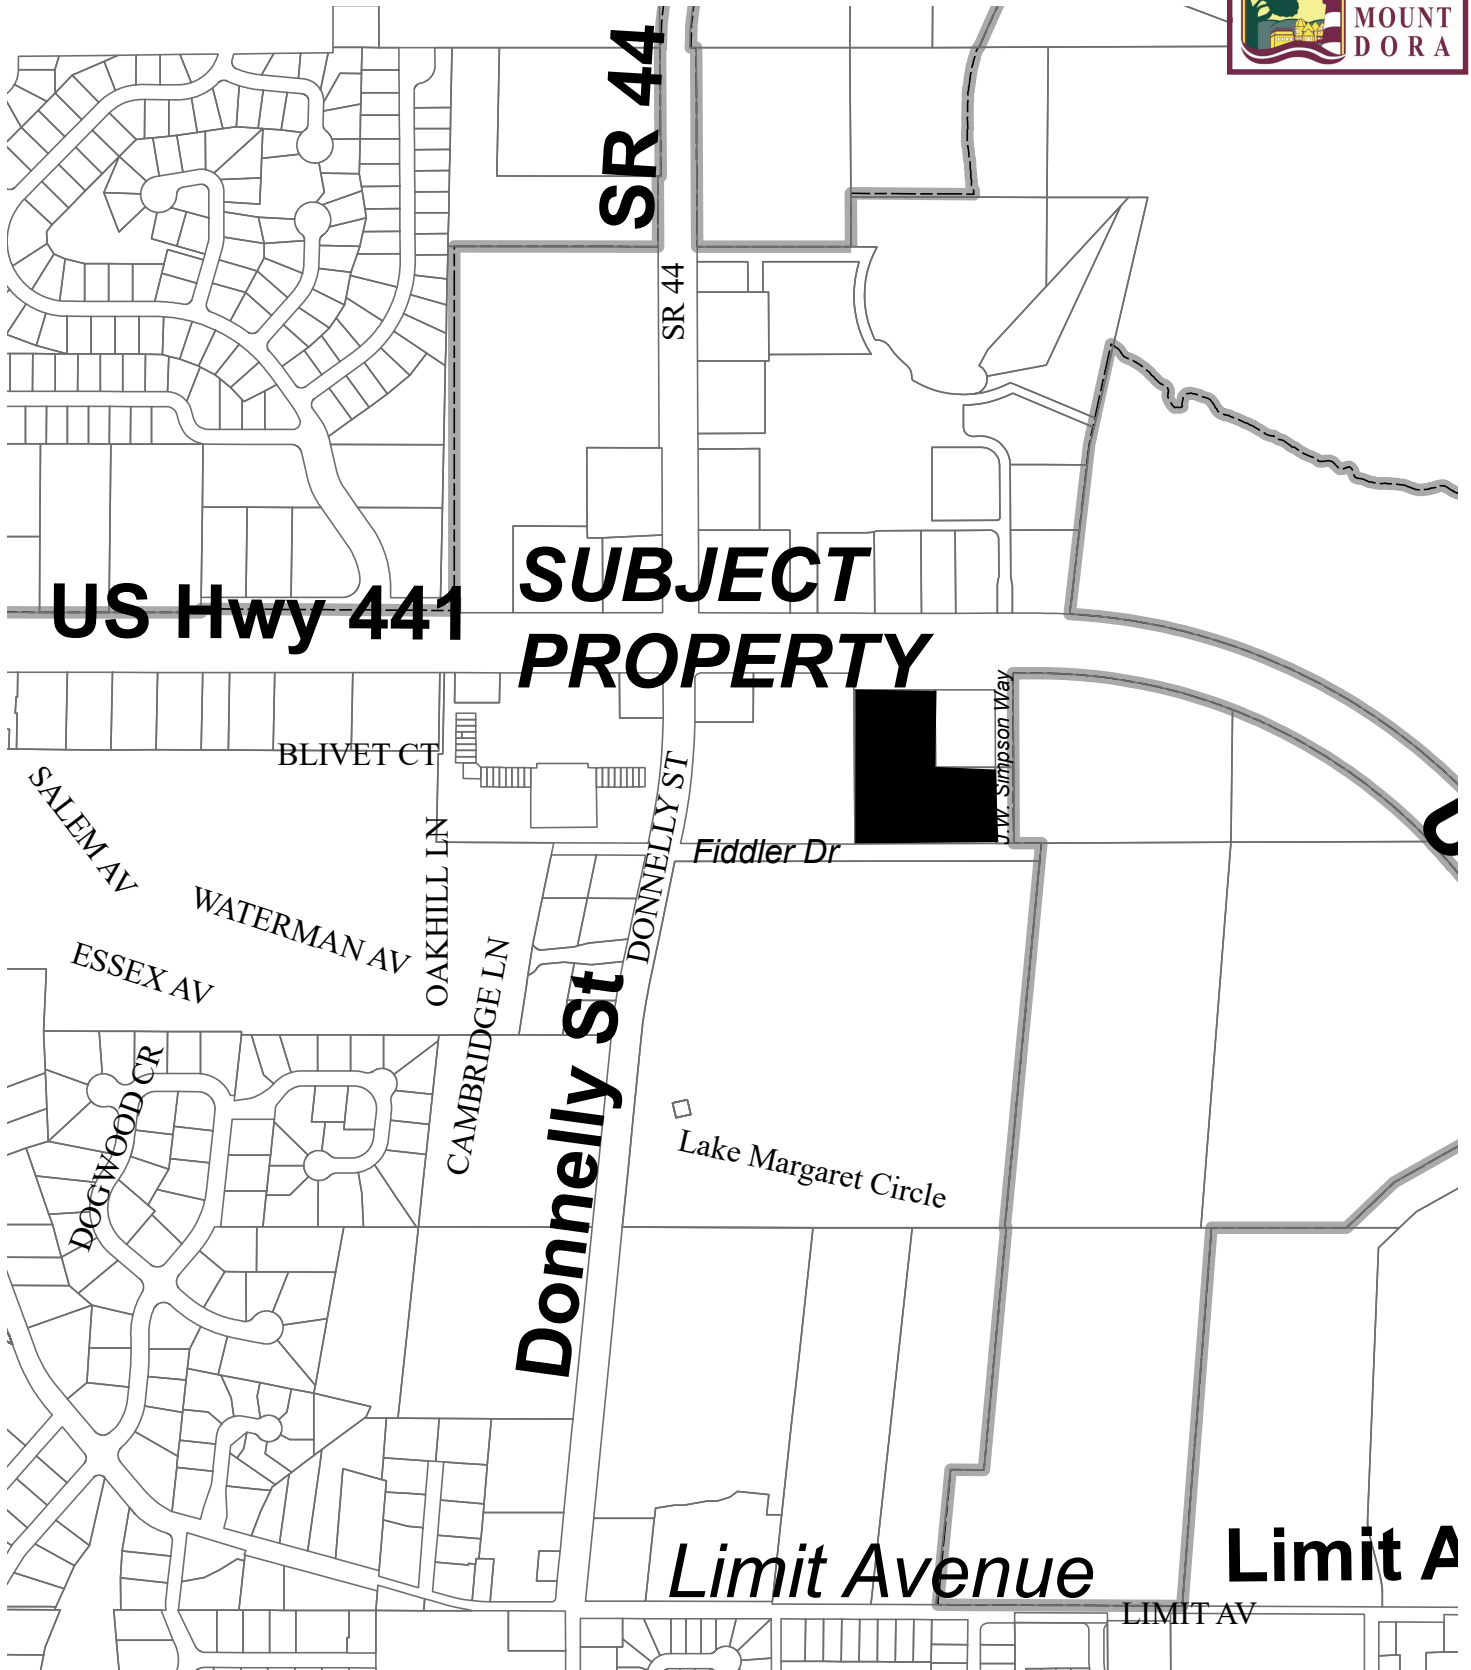 MOUNT
DORA
SR 44
SR 44
SUBJECT
PROPERTY
US Hwy 441
J.W. Simpson Way
BLIVET CT
SALEM AV
DONNELLY ST
Fiddler Dr
OAKHILL LN
WATERMAN AV
ESSEX AV
CAMBRIDGE LN
Donnelly St
DOGWOOD CR
Lake Margaret Circle
Limit Avenue
Limit A
LIMIT AV